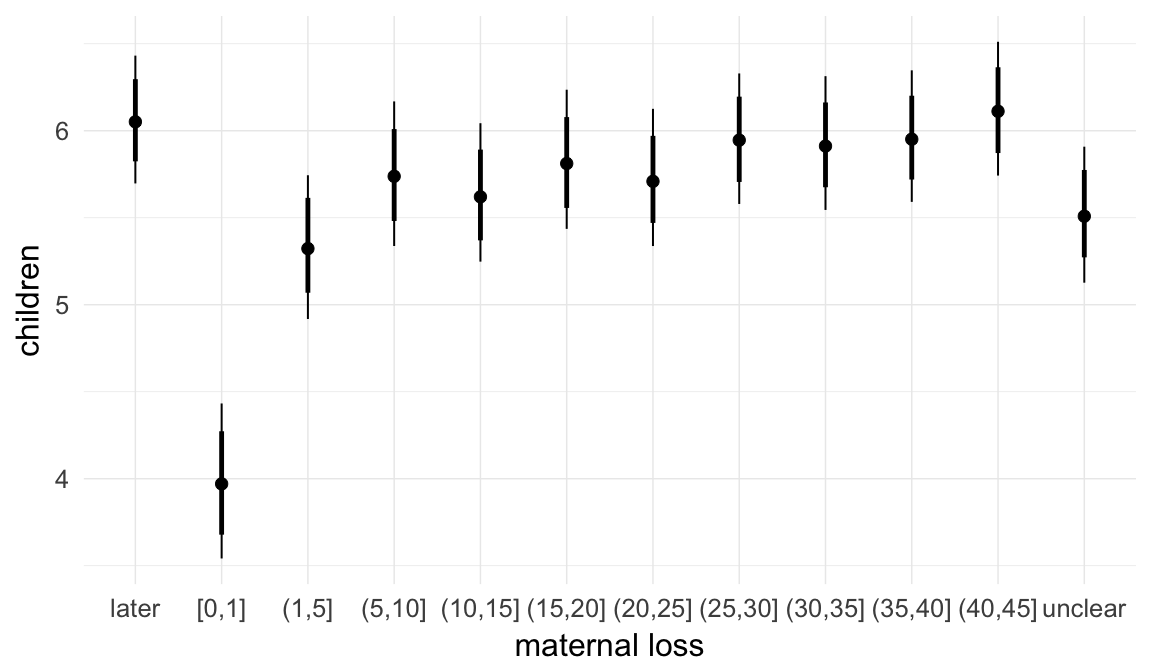 children
6
5
4
later [0,1] (1,5] (5,10] (10,15] (15,20] (20,25] (25,30] (30,35] (35,40] (40,45] unclear
maternal loss